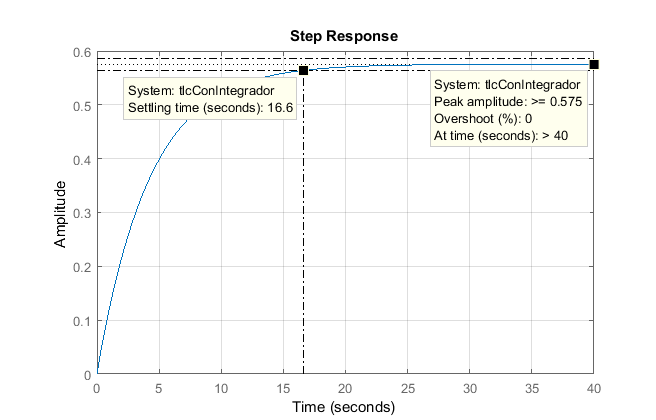 Step Response
0.6
0.5
0.4
0.3
0.2
0.1
0
Amplitude
System: tlcConIntegrador
Settling time (seconds): 16.6
System: tlcConIntegrador
Peak amplitude: >= 0.575
Overshoot (%): 0
At time (seconds): > 40
0 5 10 15 20 25 30 35 40
Time (seconds)